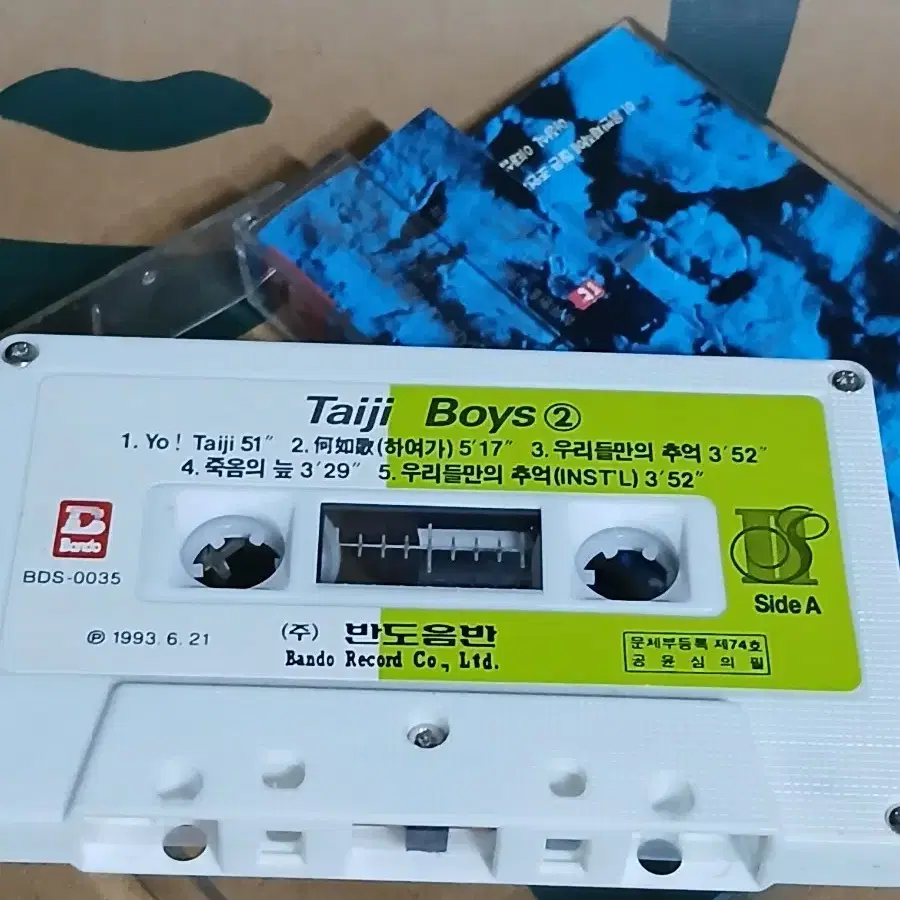 Taiji Boys ②
1. Yo! Taiji 51″ 2. 何如歌(하여가) 5′17″ 3. 우리들만의 추억 3′52″
4. 죽음의 늪 3′29″ 5. 우리들만의 추억(INST'L) 3′52″
Bando
BDS-0035
Side A
℗ 1993. 6. 21
(주) 반도음반
Bando Record Co., Ltd.
문체부등록 제74호
공윤심의필